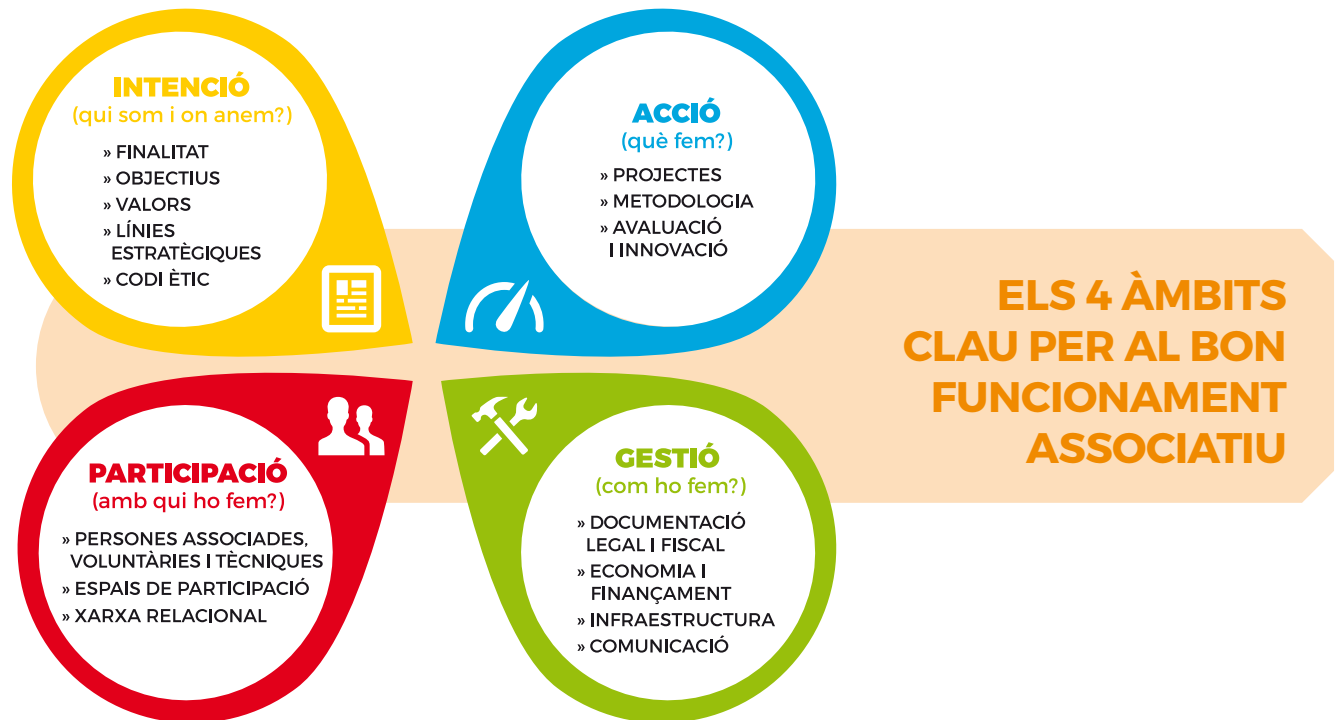 INTENCIÓ
(qui som i on anem?)
» FINALITAT
» OBJECTIUS
» VALORS
» LÍNIES
ESTRATÈGIQUES
» CODI ÈTIC
ACCIÓ
(què fem?)
» PROJECTES
» METODOLOGIA
» AVALUACIÓ
I INNOVACIÓ
PARTICIPACIÓ
(amb qui ho fem?)
» PERSONES ASSOCIADES,
VOLUNTÀRIES I TÈCNIQUES
» ESPAIS DE PARTICIPACIÓ
» XARXA RELACIONAL
GESTIÓ
(com ho fem?)
» DOCUMENTACIÓ
LEGAL I FISCAL
» ECONOMIA I
FINANÇAMENT
» INFRAESTRUCTURA
» COMUNICACIÓ
ELS 4 ÀMBITS
CLAU PER AL BON
FUNCIONAMENT
ASSOCIATIU